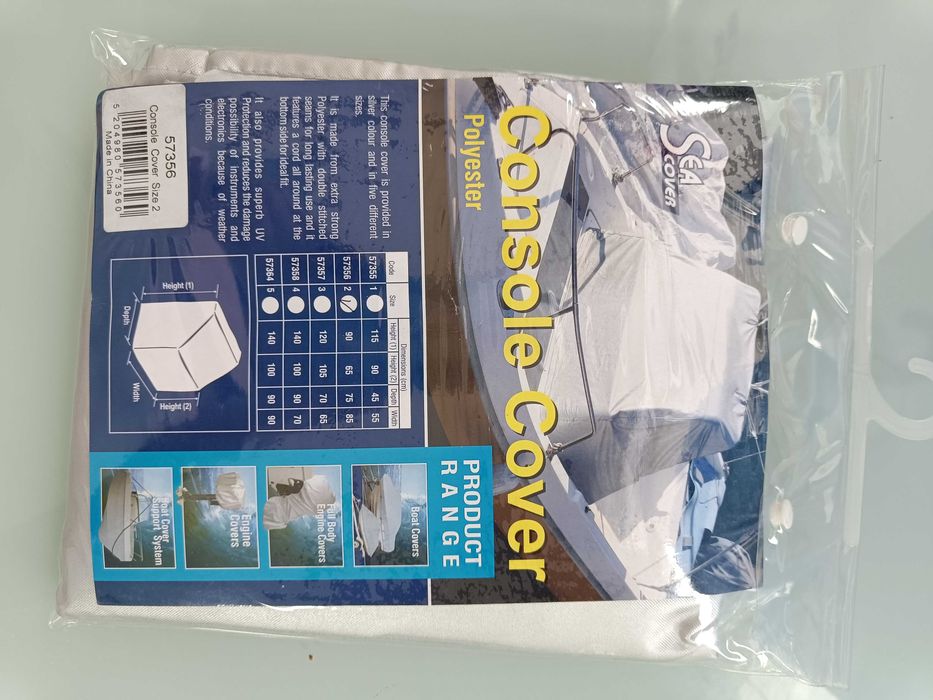 SEA
COVER
Console Cover
Polyester
This console cover is provided in
silver colour and in five different
sizes.
It is made from extra strong
Polyester with double stitched
seams for long lasting use and it
features a cord all around at the
bottom side for ideal fit.
It also provides superb UV
Protection and reduces the damage
possibility of instruments and
electronics because of weather
conditions.
Code Size Dimensions (cm)
Height (1) Height (2) Depth Width
57355 1 115 90 45 55
57356 2 90 65 75 85
57357 3 120 105 70 65
57358 4 140 100 90 70
57364 5 140 100 90 90
Height (1)
Depth
Width
Height (2)
PRODUCT
RANGE
Boat Covers
Full Body
Engine Covers
Engine
Covers
Boat Cover
Support System
57356
Console Cover Size 2
5 204980 573560
Made in China